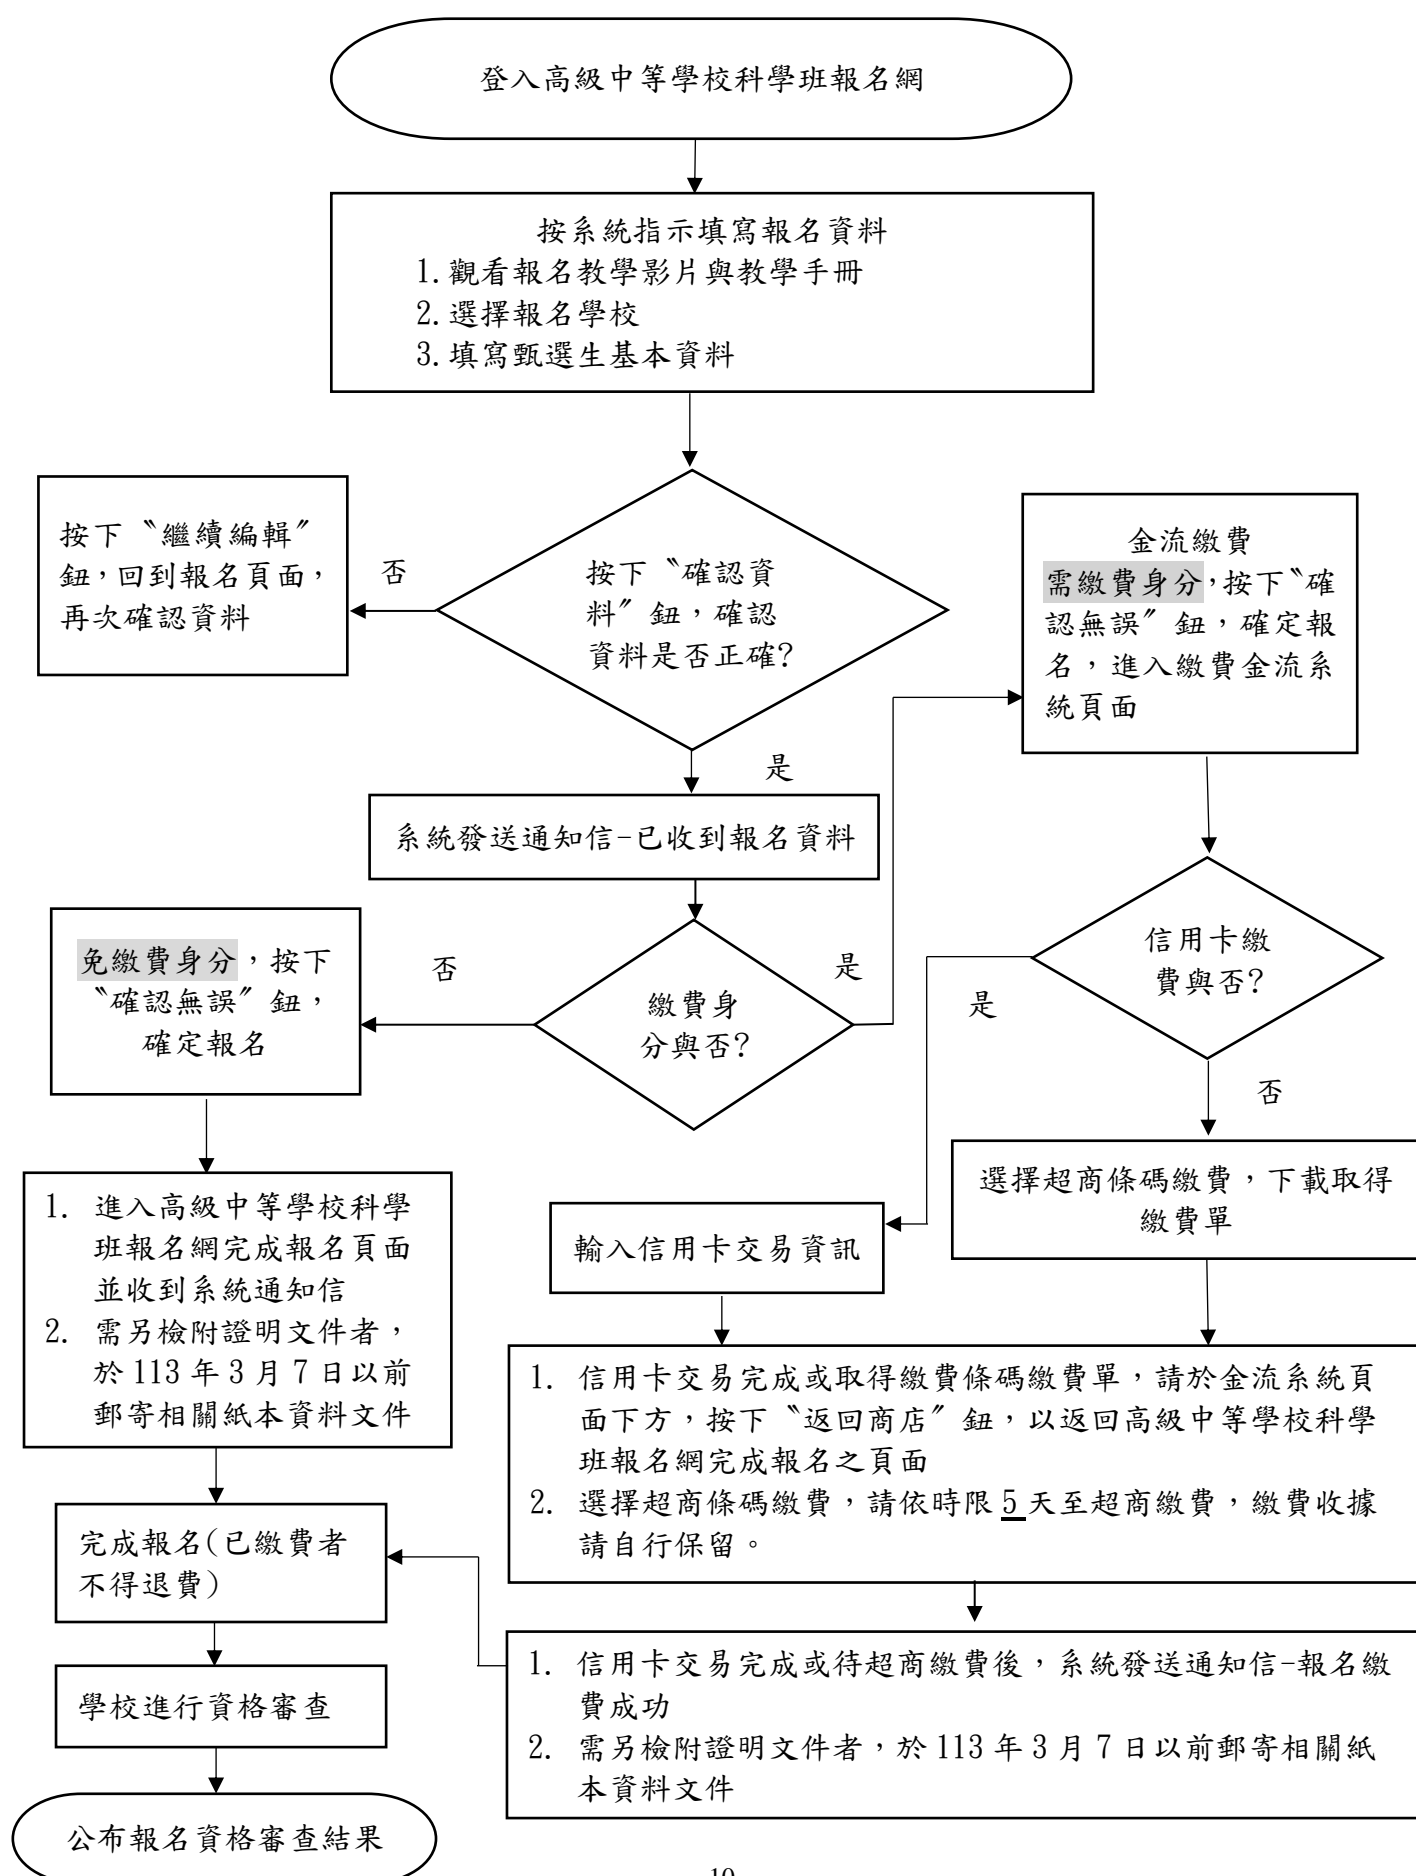 登入高級中等學校科學班報名網
按系統指示填寫報名資料
1.觀看報名教學影片與教學手冊
2.選擇報名學校
3.填寫甄選生基本資料
按下〝確認資
料〞鈕，確認
資料是否正確?
否
按下〝繼續編輯〞
鈕，回到報名頁面，
再次確認資料
是
系統發送通知信-已收到報名資料
繳費身
分與否?
否
免繳費身分，按下
〝確認無誤〞鈕，
確定報名
1. 進入高級中等學校科學
班報名網完成報名頁面
並收到系統通知信
2. 需另檢附證明文件者，
於 113 年 3 月 7 日以前
郵寄相關紙本資料文件
是
金流繳費
需繳費身分，按下〝確
認無誤〞鈕，確定報
名，進入繳費金流系
統頁面
信用卡繳
費與否?
是
輸入信用卡交易資訊
否
選擇超商條碼繳費，下載取得
繳費單
1. 信用卡交易完成或取得繳費條碼繳費單，請於金流系統頁
面下方，按下〝返回商店〞鈕，以返回高級中等學校科學
班報名網完成報名之頁面
2. 選擇超商條碼繳費，請依時限 5 天至超商繳費，繳費收據
請自行保留。
1. 信用卡交易完成或待超商繳費後，系統發送通知信-報名繳
費成功
2. 需另檢附證明文件者，於 113 年 3 月 7 日以前郵寄相關紙
本資料文件
完成報名(已繳費者
不得退費)
學校進行資格審查
公布報名資格審查結果